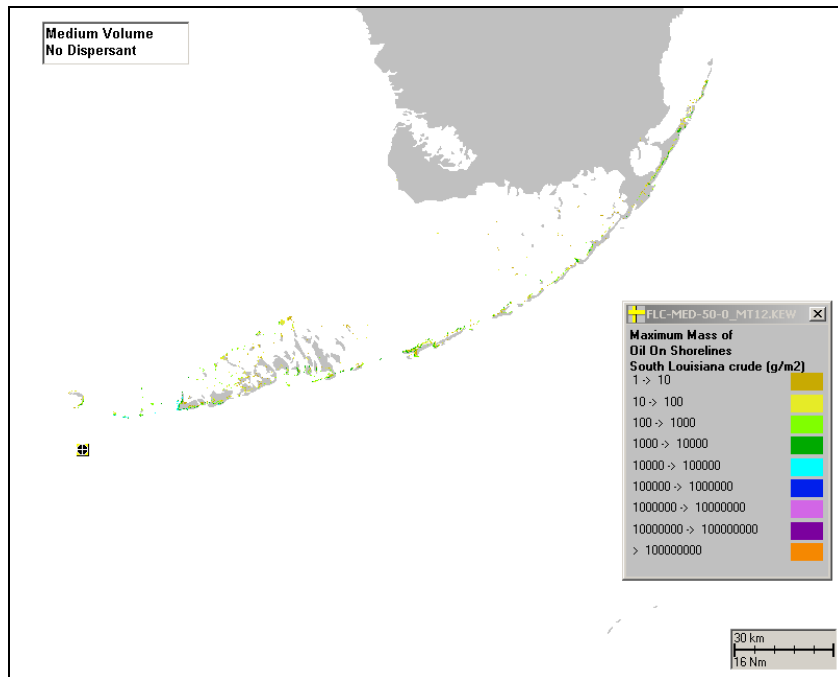 Medium Volume
No Dispersant
FLC-MED-50-0_MT12.KEW
Maximum Mass of
Oil On Shorelines
South Louisiana crude (g/m2)
1 -> 10
10 -> 100
100 -> 1000
1000 -> 10000
10000 -> 100000
100000 -> 1000000
1000000 -> 10000000
10000000 -> 100000000
> 100000000
30 km
16 Nm